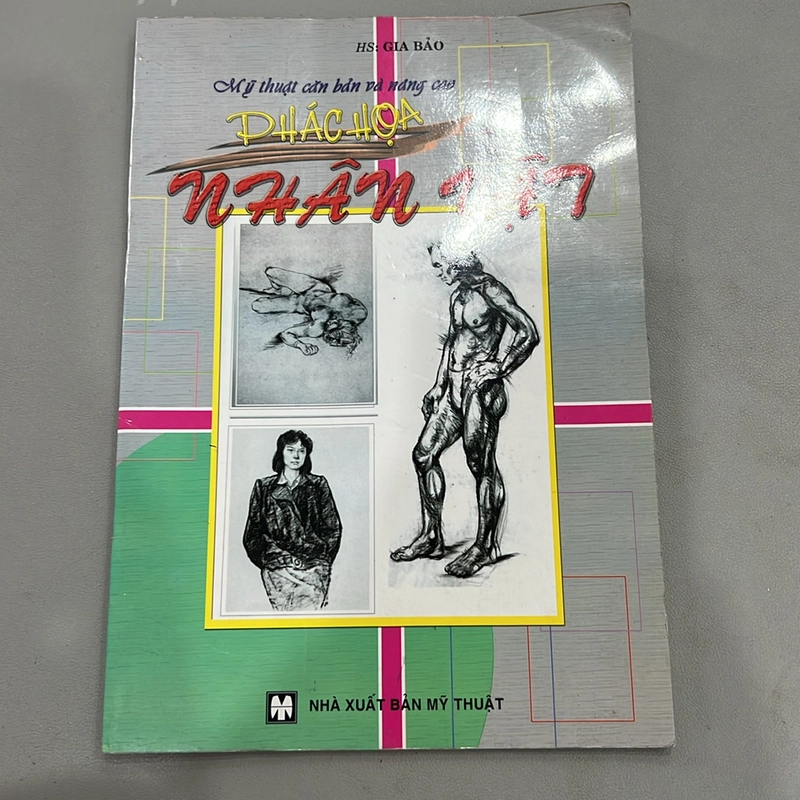 HS: GIA BẢO
Mỹ thuật căn bản và nâng cao
PHÁC HỌA
NHÂN VẬT
NHÀ XUẤT BẢN MỸ THUẬT